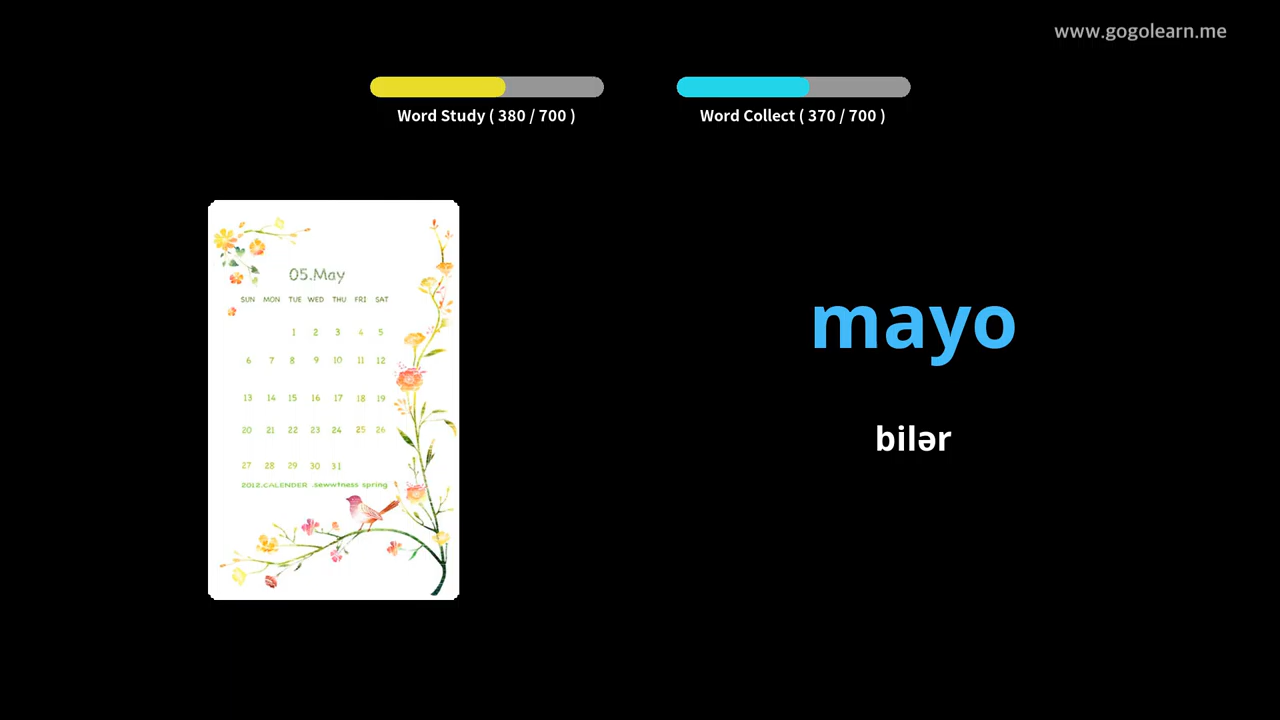 www.gogolearn.me
Word Study ( 380 / 700 )
Word Collect ( 370 / 700 )
05.May
SUN MON TUE WED THU FRI SAT
1 2 3 4 5
6 7 8 9 10 11 12
13 14 15 16 17 18 19
20 21 22 23 24 25 26
27 28 29 30 31
2012.CALENDER .sewwtness spring
mayo
bilər